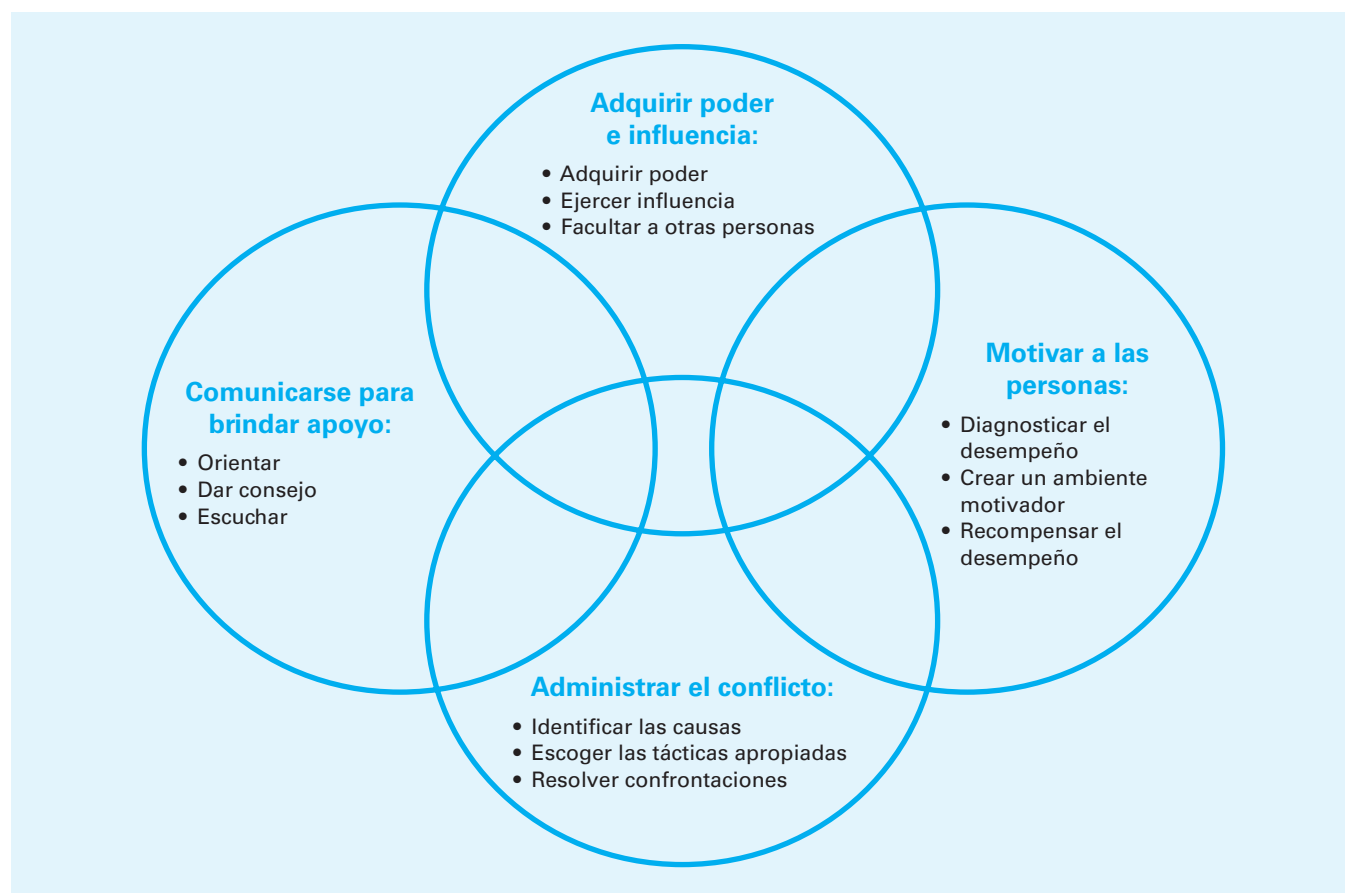 Adquirir poder
e influencia:
• Adquirir poder
• Ejercer influencia
• Facultar a otras personas
Comunicarse para
brindar apoyo:
• Orientar
• Dar consejo
• Escuchar
Motivar a las
personas:
• Diagnosticar el
desempeño
• Crear un ambiente
motivador
• Recompensar el
desempeño
Administrar el conflicto:
• Identificar las causas
• Escoger las tácticas apropiadas
• Resolver confrontaciones